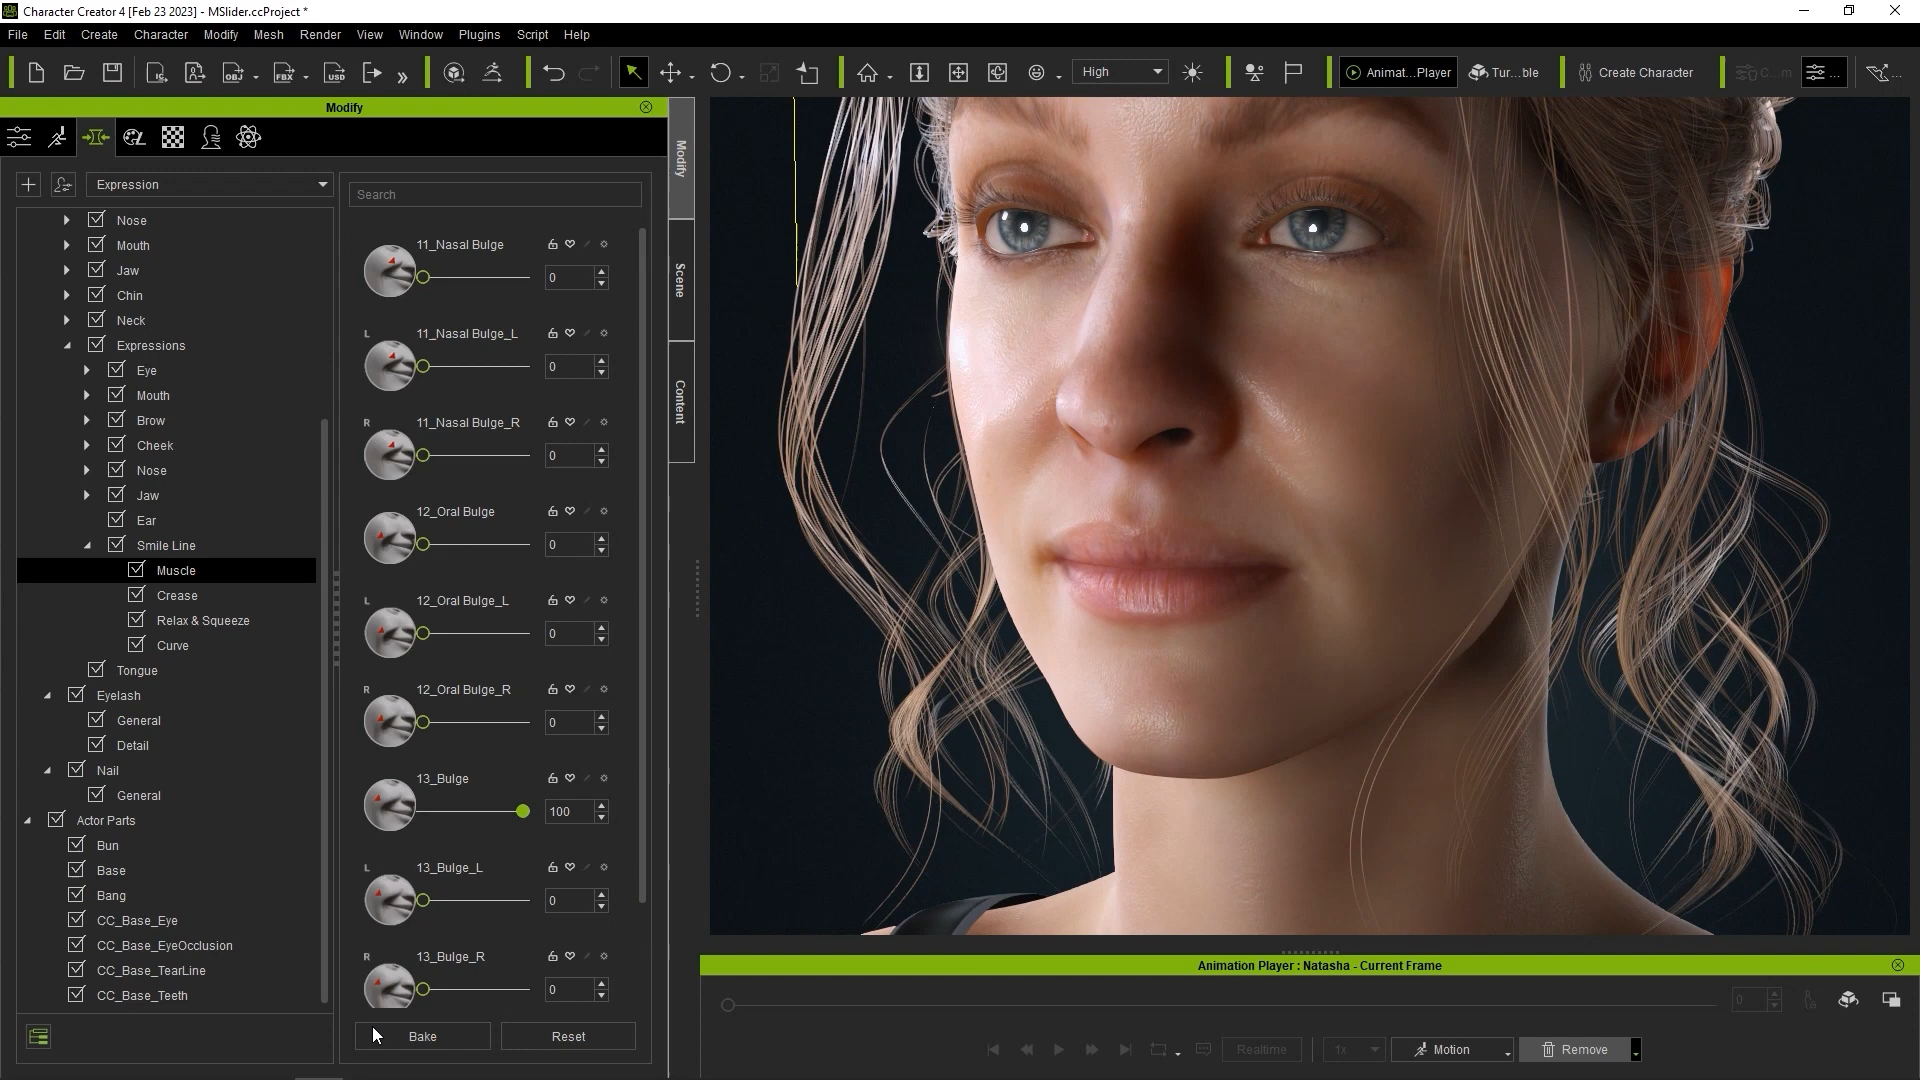 Character Creator 4 [Feb 23 2023] - MSlider.ccProject *
File Edit Create Character Modify Mesh Render View Window Plugins Script Help
High Animat...Player Tur...ble Create Character
Modify
Expression
Nose
Mouth
Jaw
Chin
Neck
Expressions
Eye
Mouth
Brow
Cheek
Nose
Jaw
Ear
Smile Line
Muscle
Crease
Relax & Squeeze
Curve
Tongue
Eyelash
General
Detail
Nail
General
Actor Parts
Bun
Base
Bang
CC_Base_Eye
CC_Base_EyeOcclusion
CC_Base_TearLine
CC_Base_Teeth
Search
11_Nasal Bulge
0
L 11_Nasal Bulge_L
0
R 11_Nasal Bulge_R
0
12_Oral Bulge
0
L 12_Oral Bulge_L
0
R 12_Oral Bulge_R
0
13_Bulge
100
L 13_Bulge_L
0
R 13_Bulge_R
0
Bake Reset
Modify
Scene
Content
Animation Player : Natasha - Current Frame
0
Realtime 1x Motion Remove